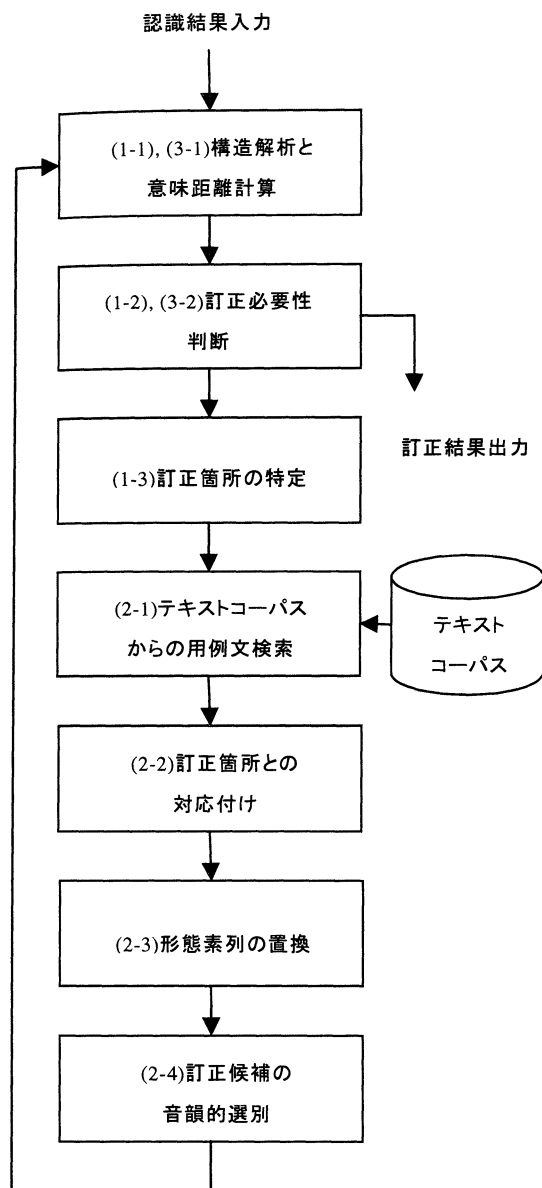 認識結果入力
(1-1), (3-1)構造解析と
意味距離計算
(1-2), (3-2)訂正必要性
判断
訂正結果出力
(1-3)訂正箇所の特定
(2-1)テキストコーパス
からの用例文検索
テキスト
コーパス
(2-2)訂正箇所との
対応付け
(2-3)形態素列の置換
(2-4)訂正候補の
音韻的選別